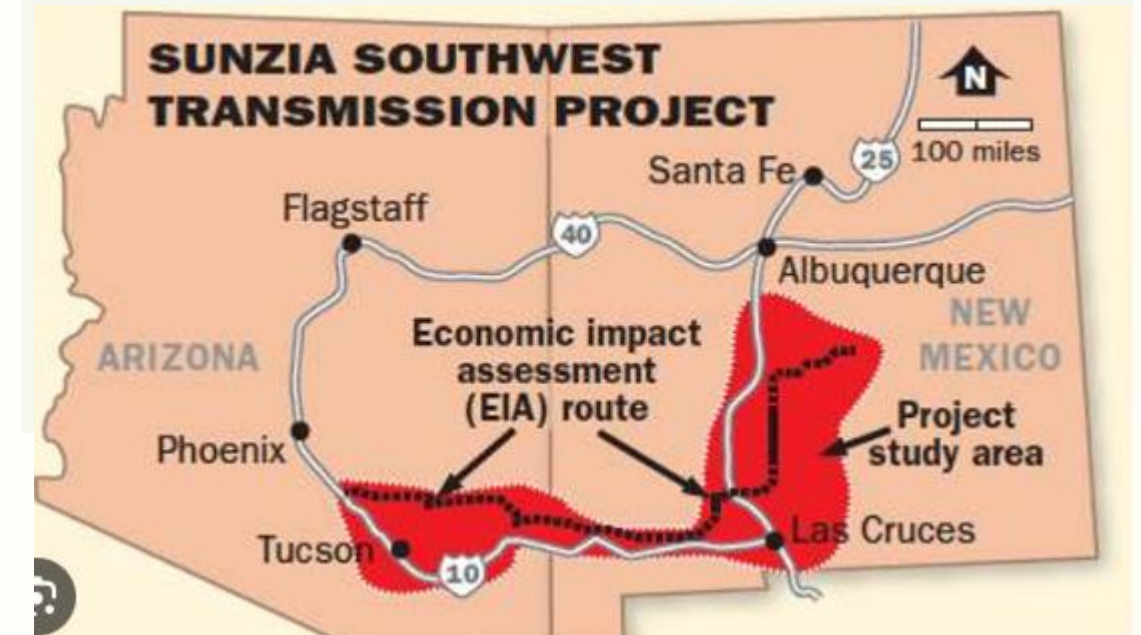 SUNZIA SOUTHWEST
TRANSMISSION PROJECT
N
100 miles
25
Santa Fe
Flagstaff
40
Albuquerque
NEW
MEXICO
ARIZONA
Economic impact
assessment
(EIA) route
Project
study area
Phoenix
Tucson
Las Cruces
10